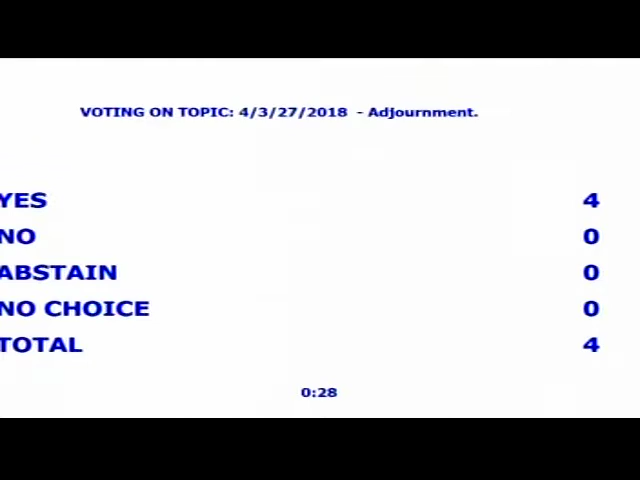 VOTING ON TOPIC: 4/3/27/2018 - Adjournment.
YES 4
NO 0
ABSTAIN 0
NO CHOICE 0
TOTAL 4
0:28